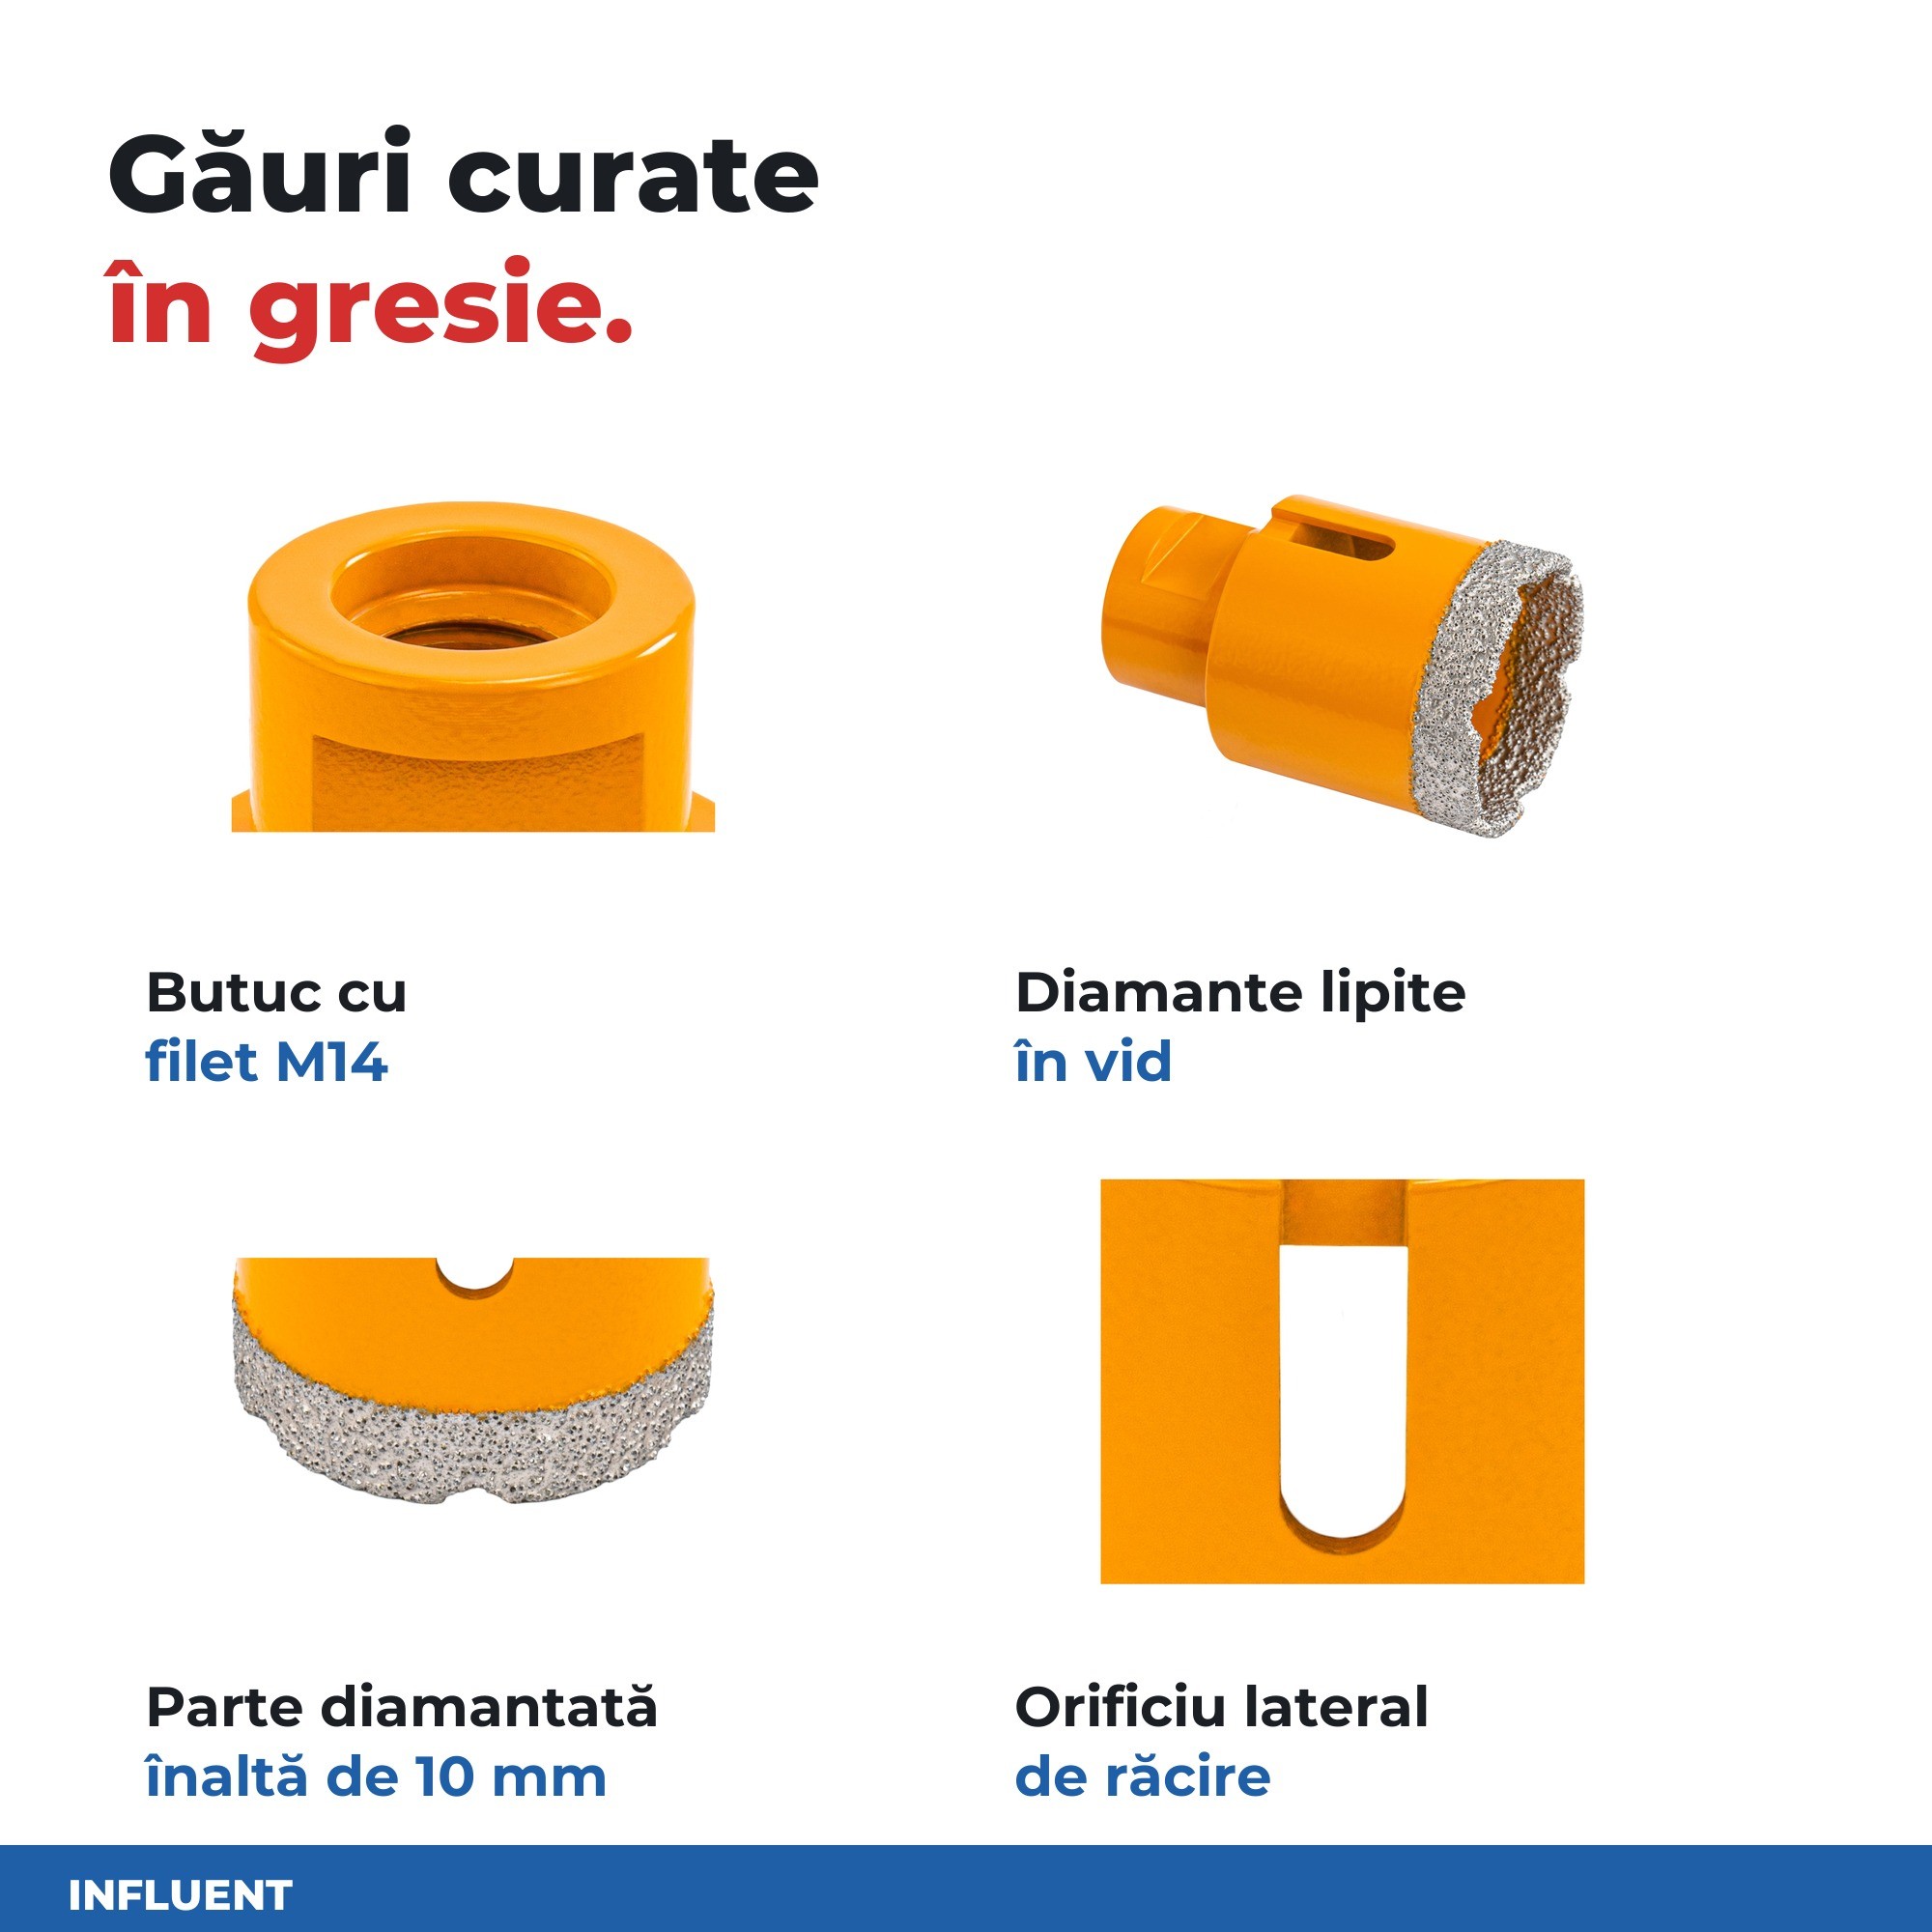 Găuri curate
în gresie.
Butuc cu
filet M14
Diamante lipite
în vid
Parte diamantată
înaltă de 10 mm
Orificiu lateral
de răcire
INFLUENT